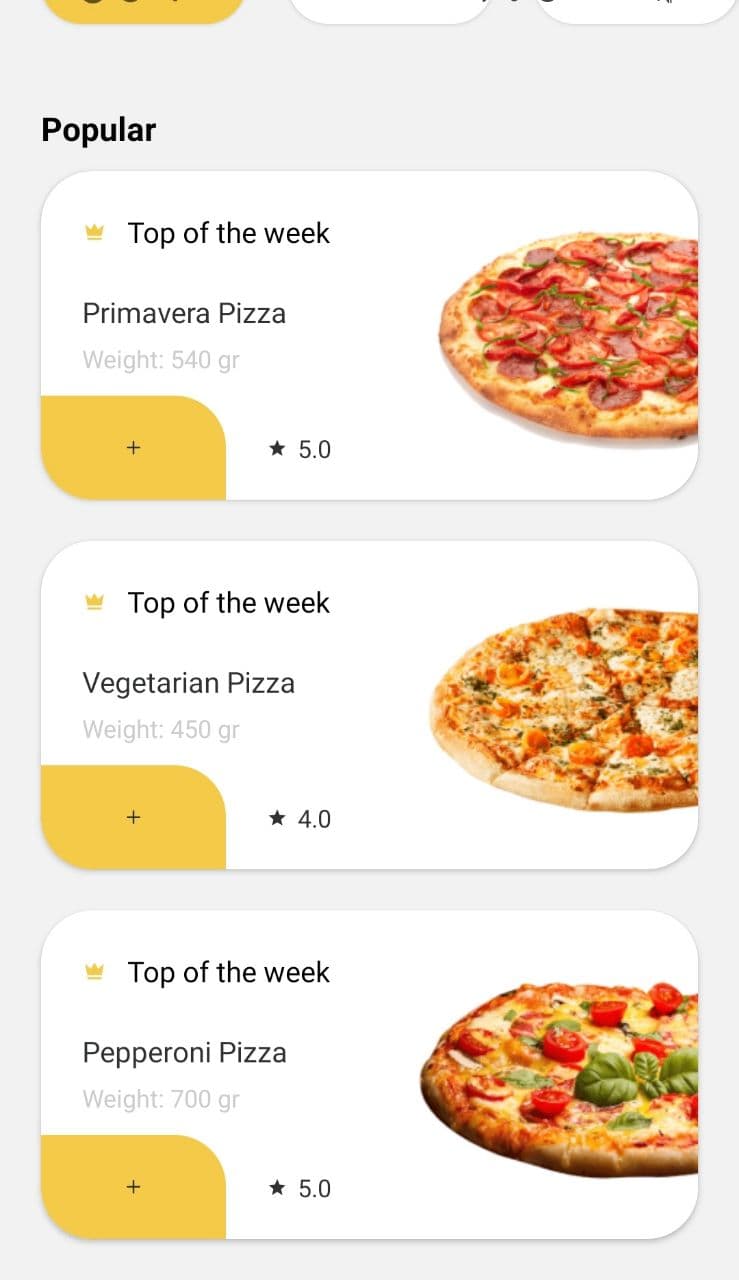 Popular
Top of the week
Primavera Pizza
Weight: 540 gr
+
★ 5.0
Top of the week
Vegetarian Pizza
Weight: 450 gr
+
★ 4.0
Top of the week
Pepperoni Pizza
Weight: 700 gr
+
★ 5.0